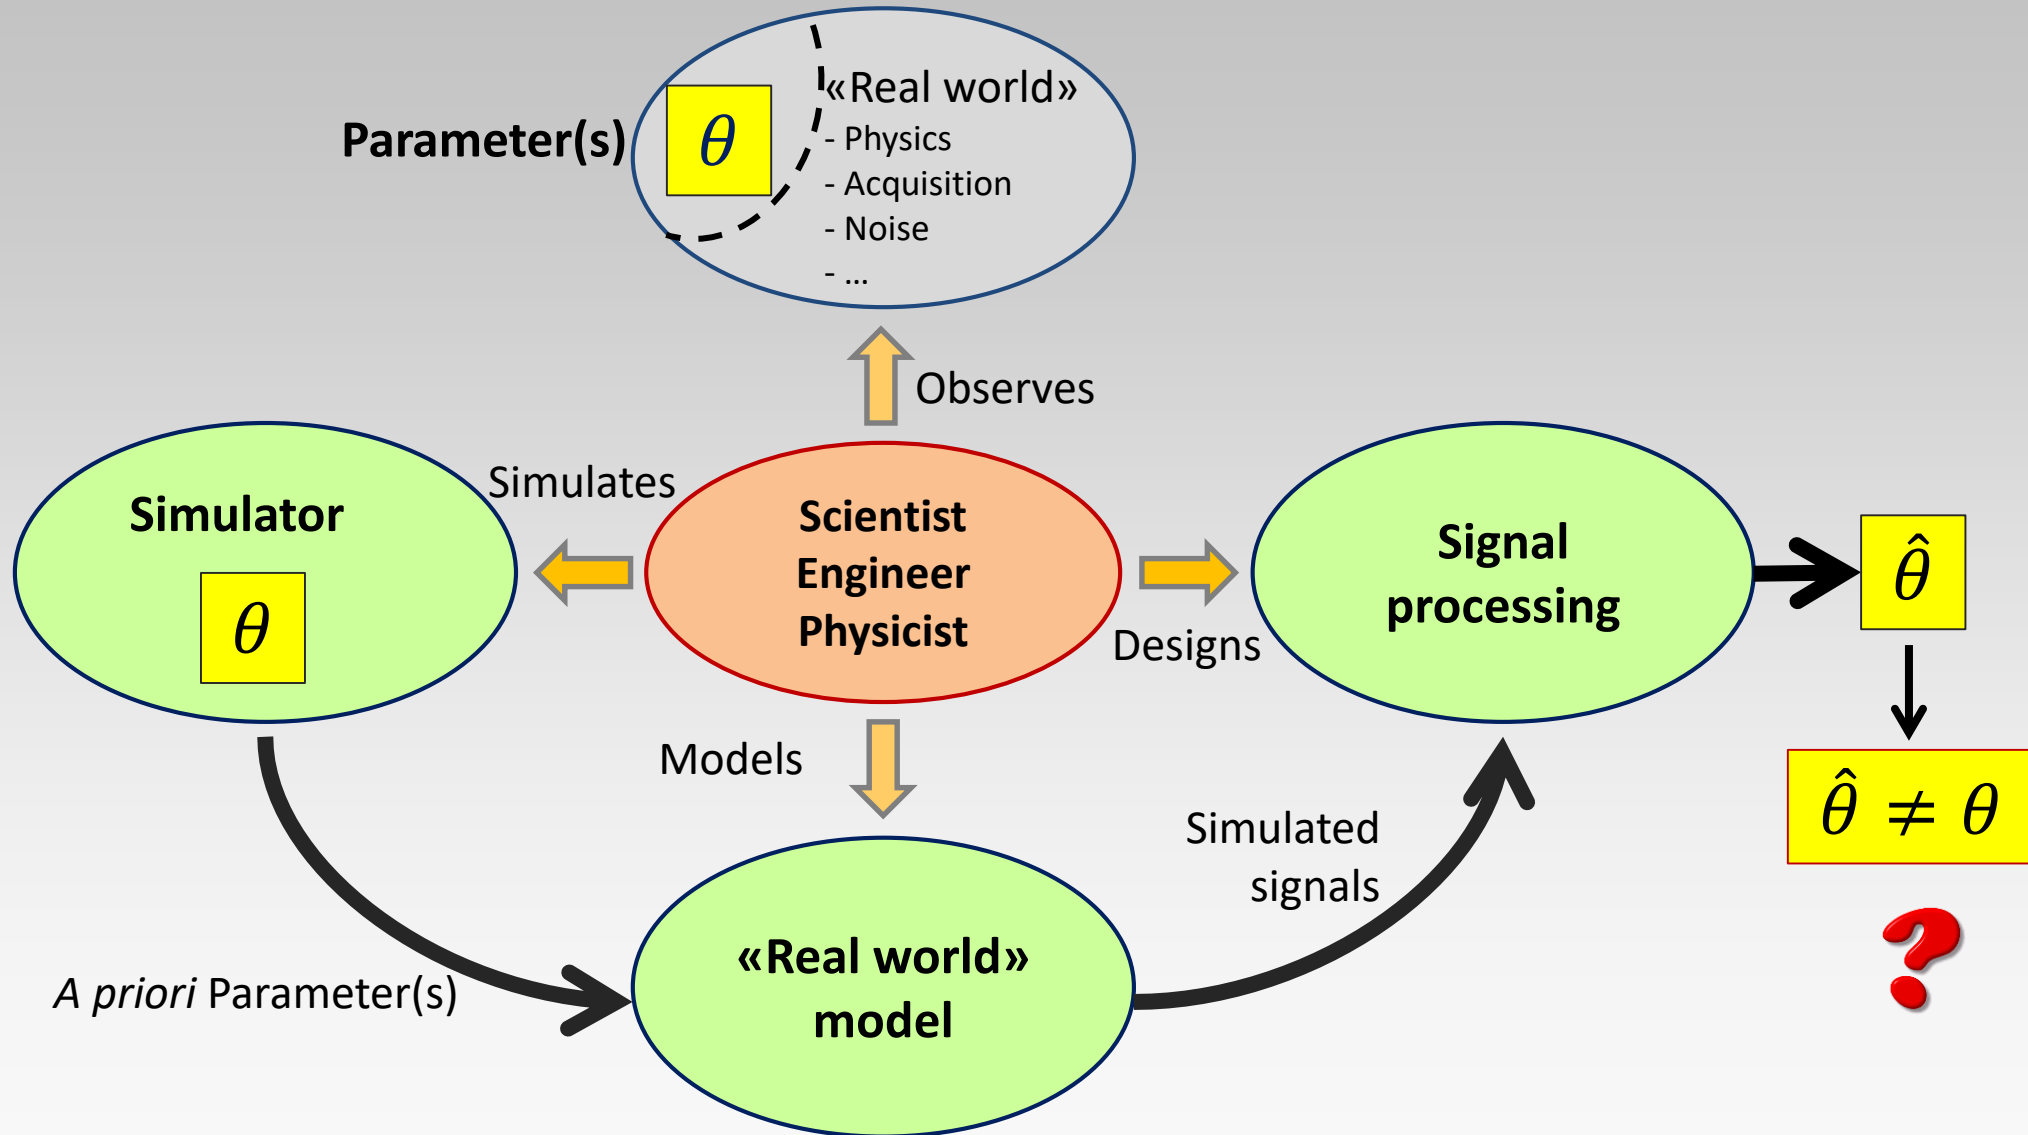 Parameter(s)
θ
«Real world»
- Physics
- Acquisition
- Noise
- ...
Observes
Simulates
Simulator
θ
Scientist
Engineer
Physicist
Designs
Signal
processing
θ̂
Models
θ̂ ≠ θ
?
Simulated
signals
A priori Parameter(s)
«Real world»
model